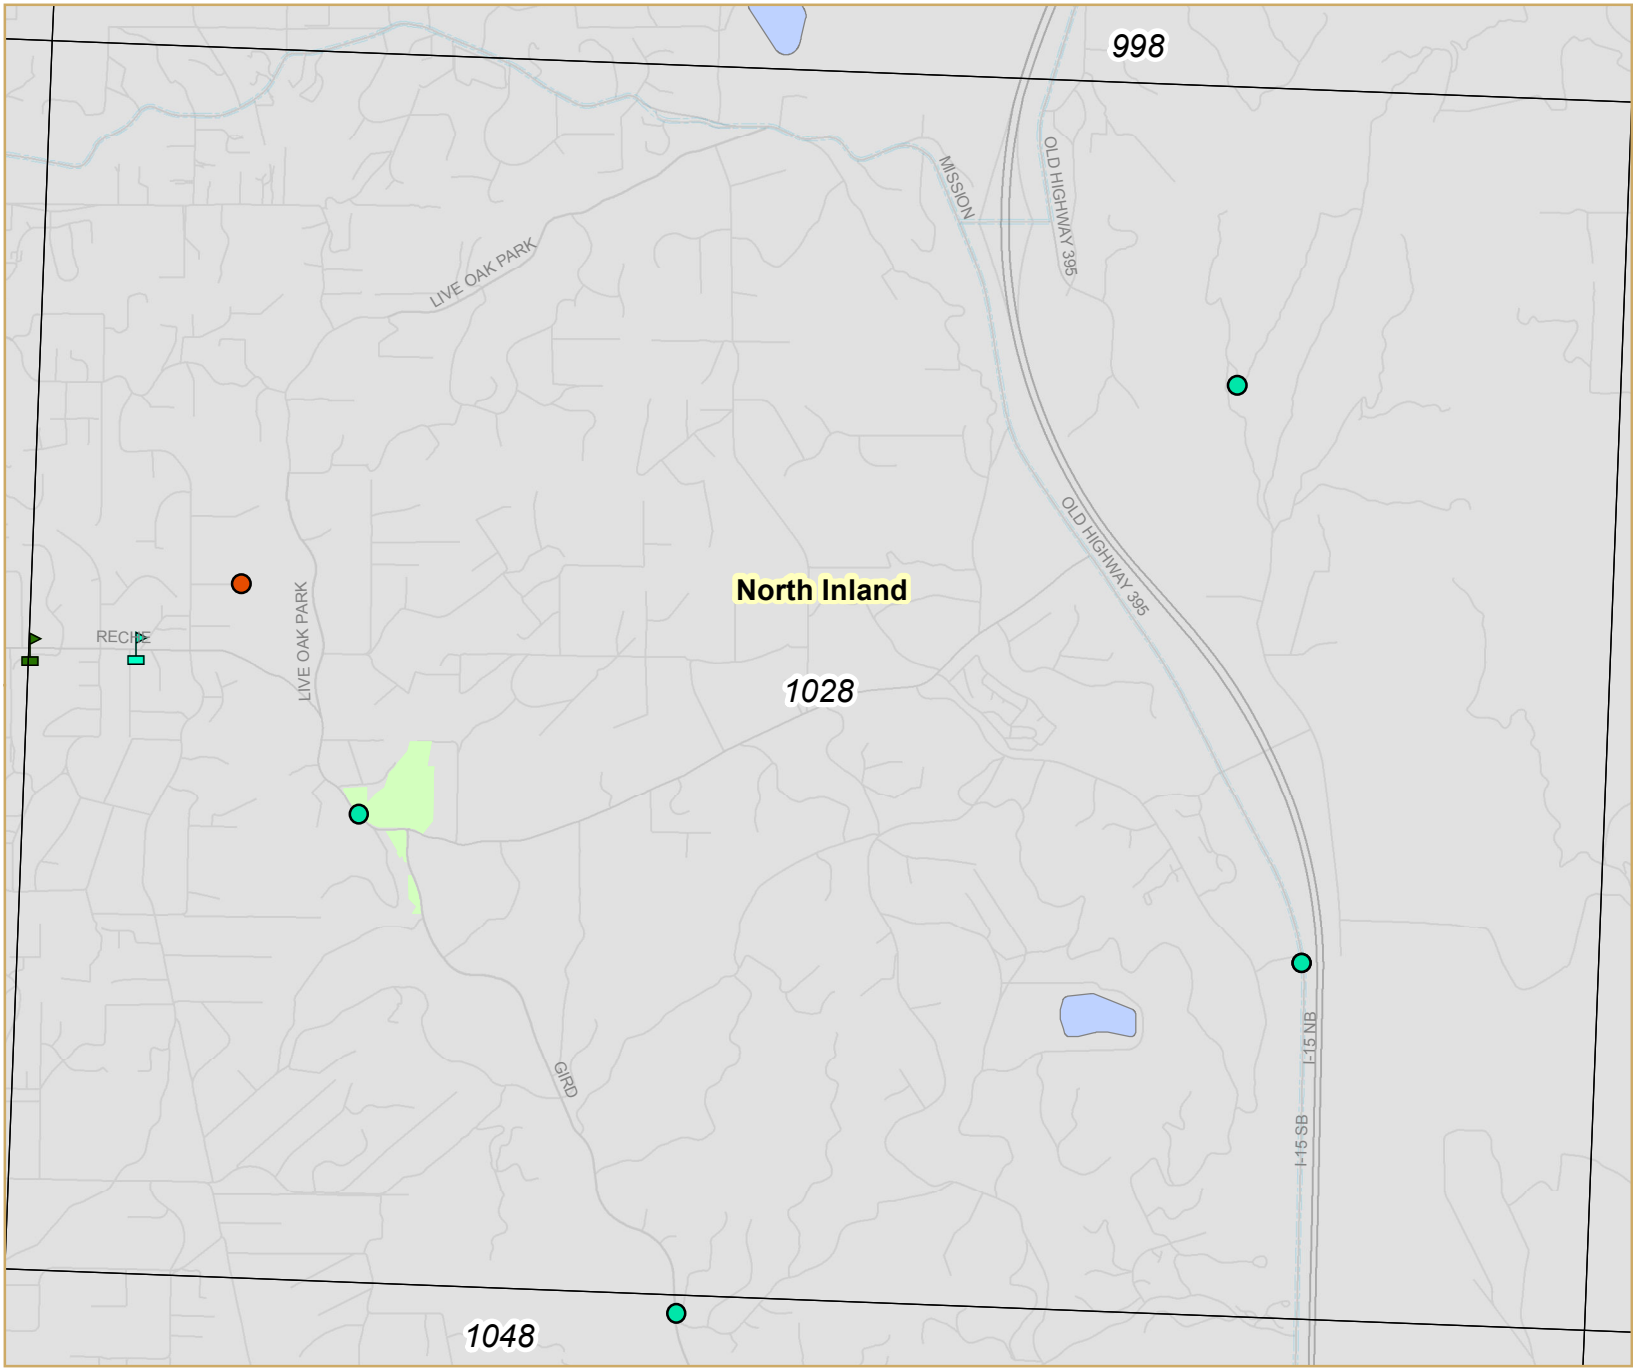 998
MISSION
OLD HIGHWAY 395
LIVE OAK PARK
OLD HIGHWAY 395
North Inland
LIVE OAK PARK
RECHE
1028
I-15 NB
GIRD
I-15 SB
1048